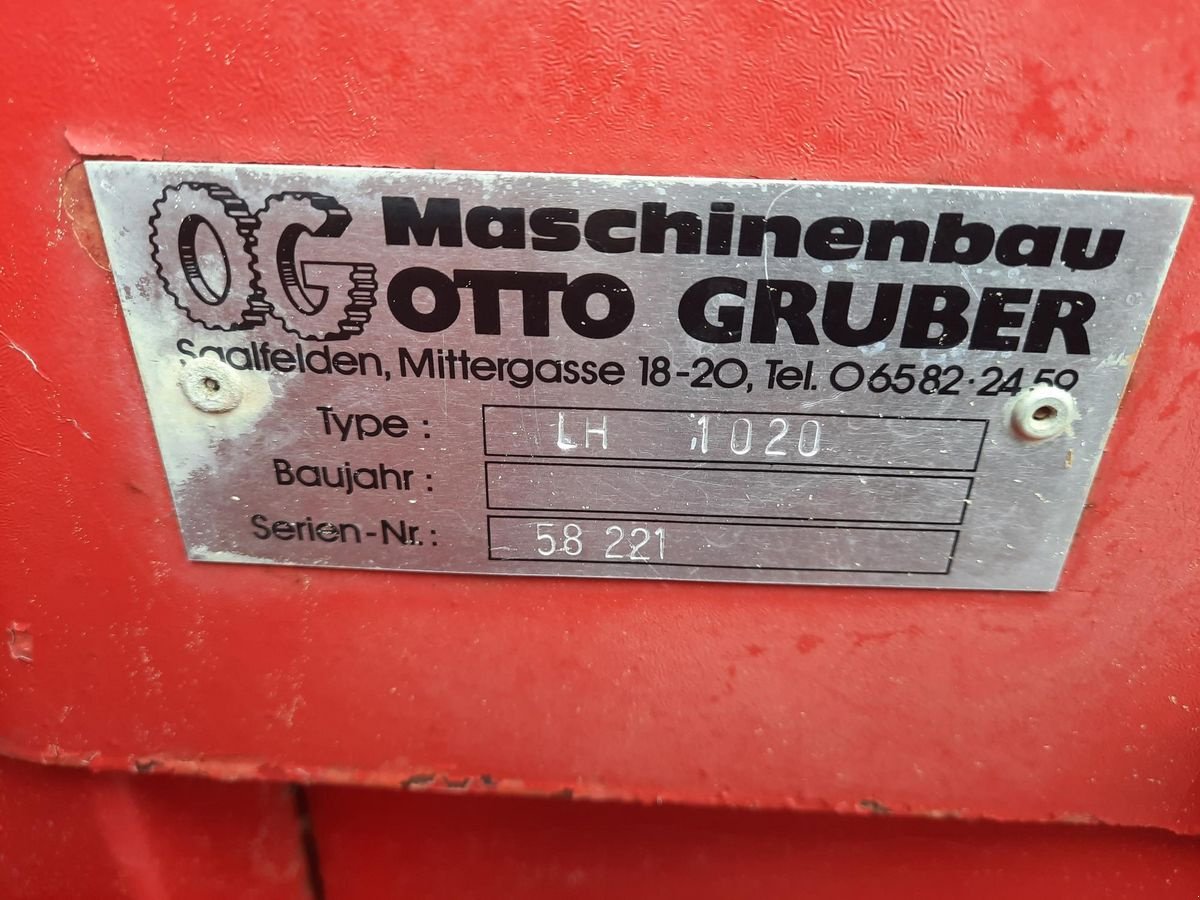 OG Maschinenbau
OTTO GRUBER
Saalfelden, Mittergasse 18-20, Tel. 06582·2459
Type: LH 1020
Baujahr:
Serien-Nr.: 58 221